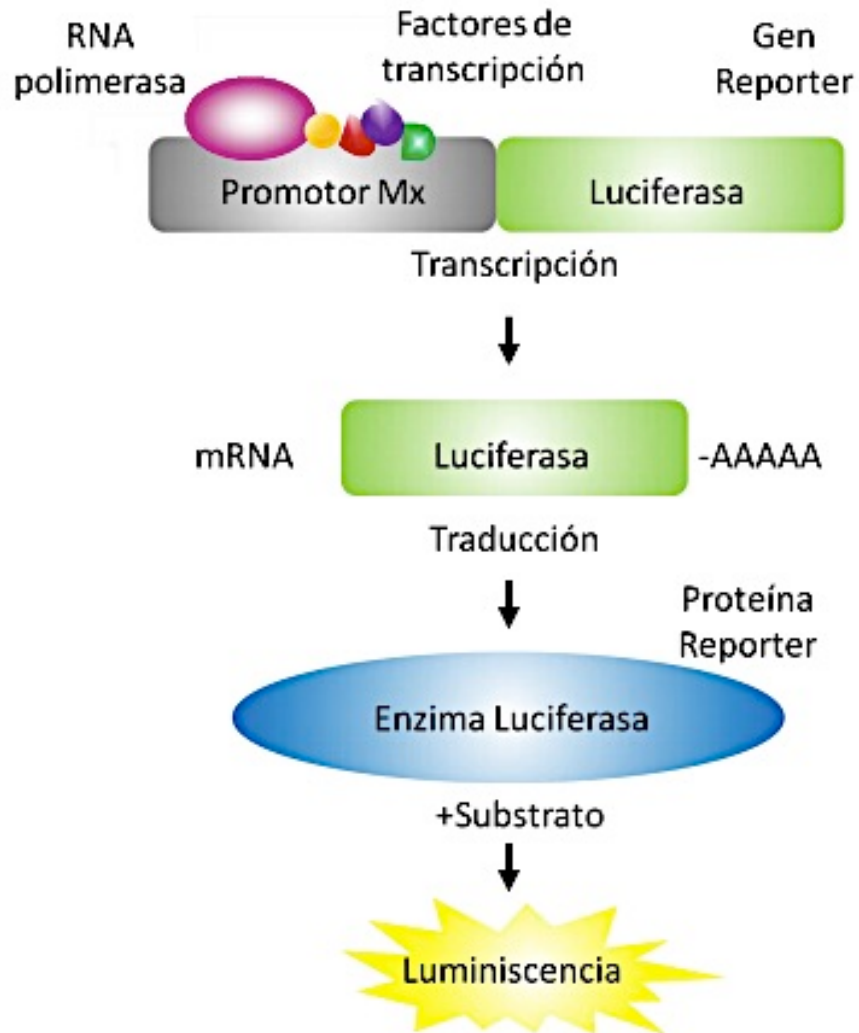 RNA
polimerasa
Factores de
transcripción
Gen
Reporter
Promotor Mx
Luciferasa
Transcripción
mRNA
Luciferasa
-AAAAA
Traducción
Proteína
Reporter
Enzima Luciferasa
+Substrato
Luminiscencia